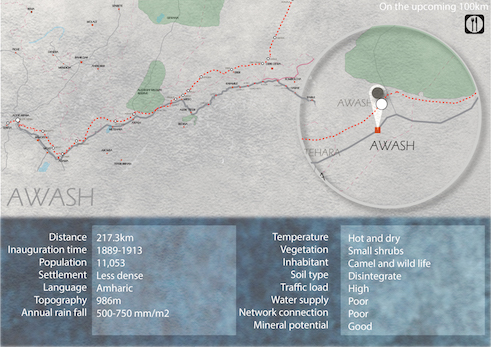 On the upcoming 100km
AWASH
TEHARA
AWASH
AWASH
Distance 217.3km
Inauguration time 1889-1913
Population 11,053
Settlement Less dense
Language Amharic
Topography 986m
Annual rain fall 500-750 mm/m2
Temperature Hot and dry
Vegetation Small shrubs
Inhabitant Camel and wild life
Soil type Disintegrate
Traffic load High
Water supply Poor
Network connection Poor
Mineral potential Good